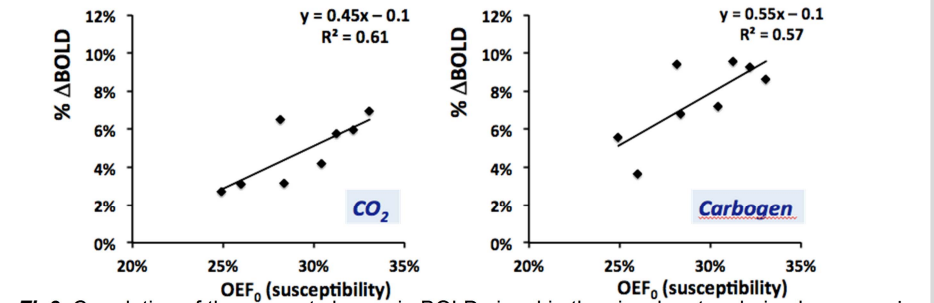 y = 0.45x – 0.1
R² = 0.61
% ΔBOLD
12%
10%
8%
6%
4%
2%
0%
20%
25%
30%
35%
CO₂
OEF₀ (susceptibility)
y = 0.55x – 0.1
R² = 0.57
% ΔBOLD
12%
10%
8%
6%
4%
2%
0%
20%
25%
30%
35%
Carbogen
OEF₀ (susceptibility)